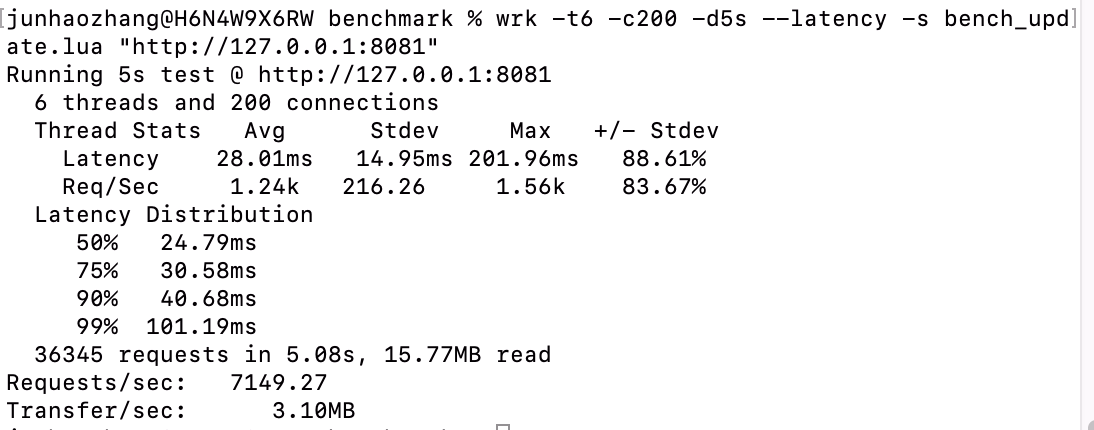 [junhaozhang@H6N4W9X6RW benchmark % wrk -t6 -c200 -d5s --latency -s bench_upd]
ate.lua "http://127.0.0.1:8081"
Running 5s test @ http://127.0.0.1:8081
  6 threads and 200 connections
  Thread Stats   Avg      Stdev     Max   +/- Stdev
    Latency    28.01ms   14.95ms 201.96ms   88.61%
    Req/Sec     1.24k   216.26     1.56k    83.67%
  Latency Distribution
     50%   24.79ms
     75%   30.58ms
     90%   40.68ms
     99%  101.19ms
  36345 requests in 5.08s, 15.77MB read
Requests/sec:   7149.27
Transfer/sec:      3.10MB